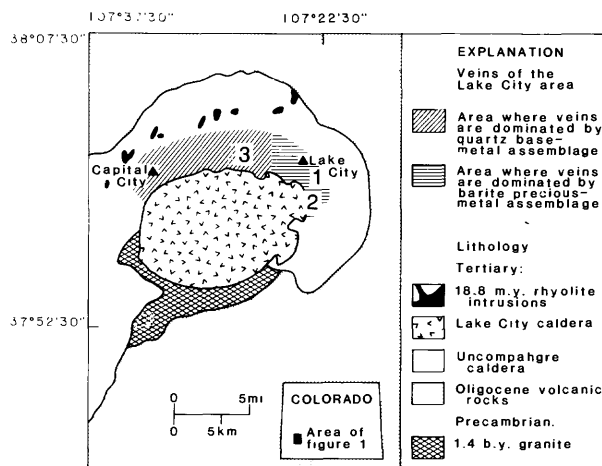 107°37'30"
107°22'30"
38°07'30"
Capital
City
3
Lake
City
1
2
37°52'30"
0 5mi
0 5km
COLORADO
Area of
figure 1
EXPLANATION
Veins of the
Lake City area
Area where veins
are dominated by
quartz base-
metal assemblage
Area where veins
are dominated by
barite precious-
metal assemblage
Lithology
Tertiary:
18.8 m.y. rhyolite
intrusions
Lake City caldera
Uncompahgre
caldera
Oligocene volcanic
rocks
Precambrian.
1.4 b.y. granite